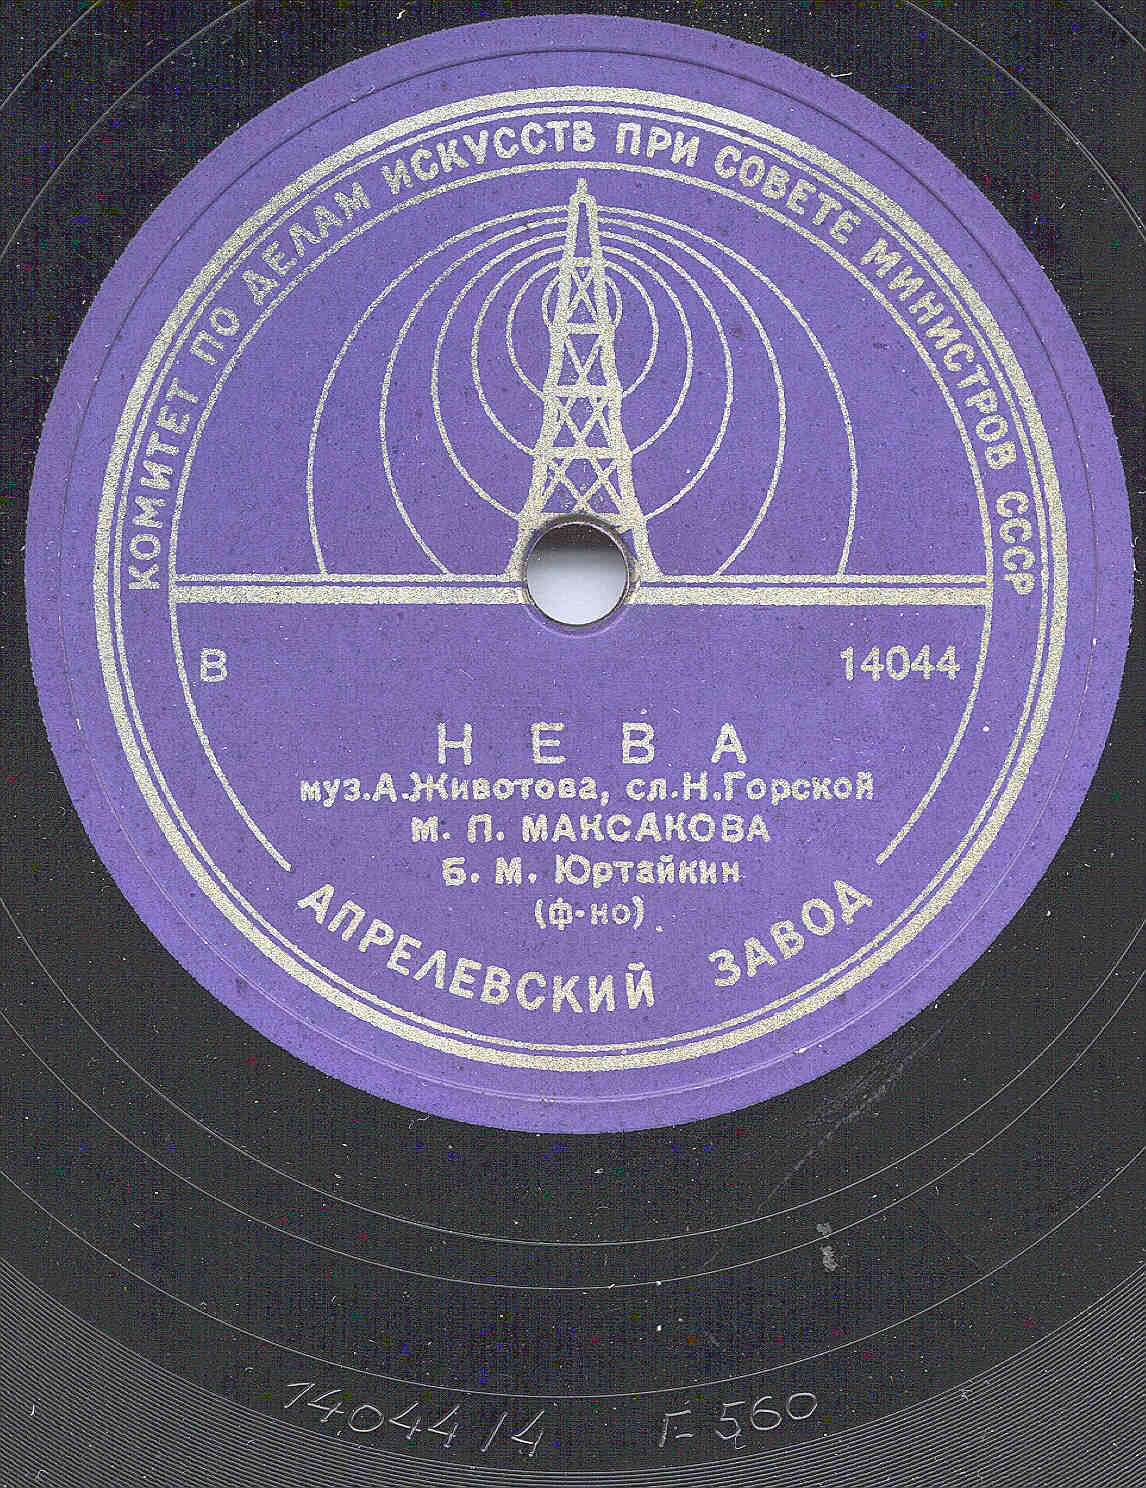 КОМИТЕТ ПО ДЕЛАМ ИСКУССТВ ПРИ СОВЕТЕ МИНИСТРОВ СССР
В 14044
НЕВА
муз.А.Животова, сл.Н.Горской
М. П. МАКСАКОВА
Б. М. Юртайкин
(ф-но)
АПРЕЛЕВСКИЙ ЗАВОД
14044/4 Г-560